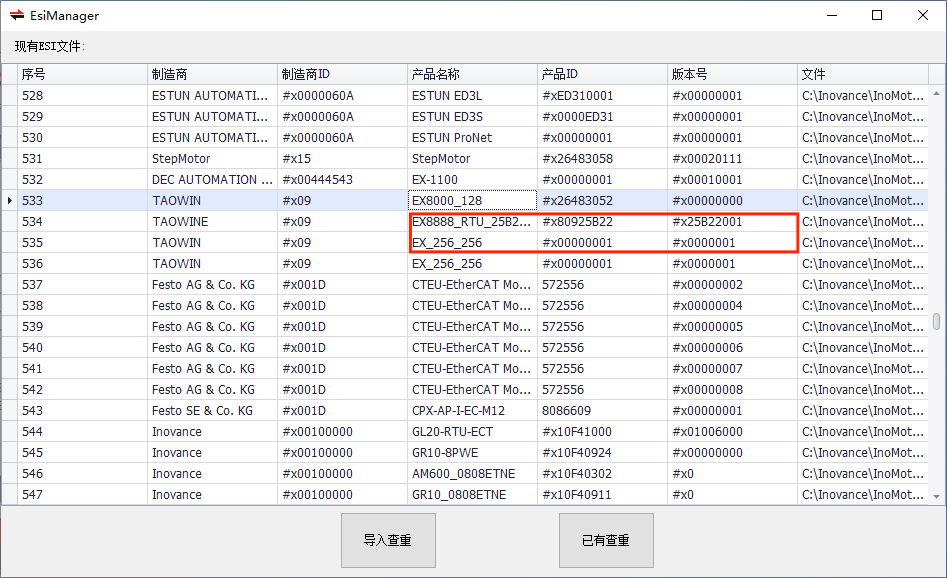 EsiManager
现有ESI文件:
序号 制造商 制造商ID 产品名称 产品ID 版本号 文件
528 ESTUN AUTOMATI... #x0000060A ESTUN ED3L #xED310001 #x00000001 C:\Inovance\InoMot...
529 ESTUN AUTOMATI... #x0000060A ESTUN ED3S #x0000ED31 #x00000001 C:\Inovance\InoMot...
530 ESTUN AUTOMATI... #x0000060A ESTUN ProNet #x00000001 #x00000001 C:\Inovance\InoMot...
531 StepMotor #x15 StepMotor #x26483058 #x00020111 C:\Inovance\InoMot...
532 DEC AUTOMATION ... #x00444543 EX-1100 #x00000001 #x00010001 C:\Inovance\InoMot...
533 TAOWIN #x09 EX8000_128 #x26483052 #x00000000 C:\Inovance\InoMot...
534 TAOWINE #x09 EX8888_RTU_25B2... #x80925B22 #x25B22001 C:\Inovance\InoMot...
535 TAOWIN #x09 EX_256_256 #x00000001 #x0000001 C:\Inovance\InoMot...
536 TAOWIN #x09 EX_256_256 #x00000001 #x0000001 C:\Inovance\InoMot...
537 Festo AG & Co. KG #x001D CTEU-EtherCAT Mo... 572556 #x00000002 C:\Inovance\InoMot...
538 Festo AG & Co. KG #x001D CTEU-EtherCAT Mo... 572556 #x00000004 C:\Inovance\InoMot...
539 Festo AG & Co. KG #x001D CTEU-EtherCAT Mo... 572556 #x00000005 C:\Inovance\InoMot...
540 Festo AG & Co. KG #x001D CTEU-EtherCAT Mo... 572556 #x00000006 C:\Inovance\InoMot...
541 Festo AG & Co. KG #x001D CTEU-EtherCAT Mo... 572556 #x00000007 C:\Inovance\InoMot...
542 Festo AG & Co. KG #x001D CTEU-EtherCAT Mo... 572556 #x00000008 C:\Inovance\InoMot...
543 Festo SE & Co. KG #x001D CPX-AP-I-EC-M12 8086609 #x00000001 C:\Inovance\InoMot...
544 Inovance #x00100000 GL20-RTU-ECT #x10F41000 #x01006000 C:\Inovance\InoMot...
545 Inovance #x00100000 GR10-8PWE #x10F40924 #x00000000 C:\Inovance\InoMot...
546 Inovance #x00100000 AM600_0808ETNE #x10F40302 #x0 C:\Inovance\InoMot...
547 Inovance #x00100000 GR10_0808ETNE #x10F40911 #x0 C:\Inovance\InoMot...
导入查重 已有查重